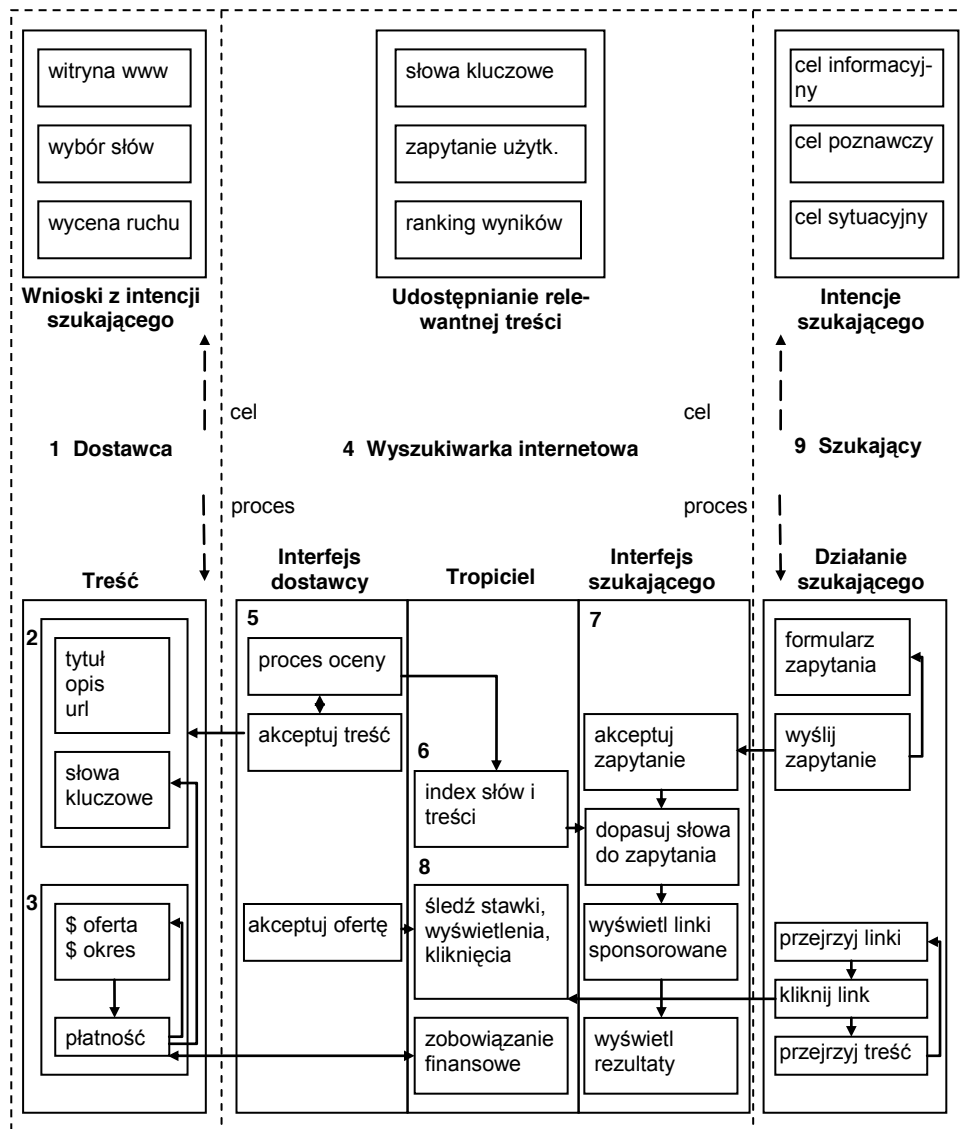 witryna www
wybór słów
wycena ruchu
Wnioski z intencji
szukającego
słowa kluczowe
zapytanie użytk.
ranking wyników
Udostępnianie rele-
wantnej treści
cel informacyj-
ny
cel poznawczy
cel sytuacyjny
Intencje
szukającego
cel
cel
1 Dostawca
4 Wyszukiwarka internetowa
9 Szukający
proces
proces
Treść
2
tytuł
opis
url
słowa
kluczowe
3
$ oferta
$ okres
płatność
Interfejs
dostawcy
5
proces oceny
akceptuj treść
akceptuj ofertę
Tropiciel
6
index słów i
treści
8
śledź stawki,
wyświetlenia,
kliknięcia
zobowiązanie
finansowe
Interfejs
szukającego
7
akceptuj
zapytanie
dopasuj słowa
do zapytania
wyświetl linki
sponsorowane
wyświetl
rezultaty
Działanie
szukającego
formularz
zapytania
wyślij
zapytanie
przejrzyj linki
kliknij link
przejrzyj treść